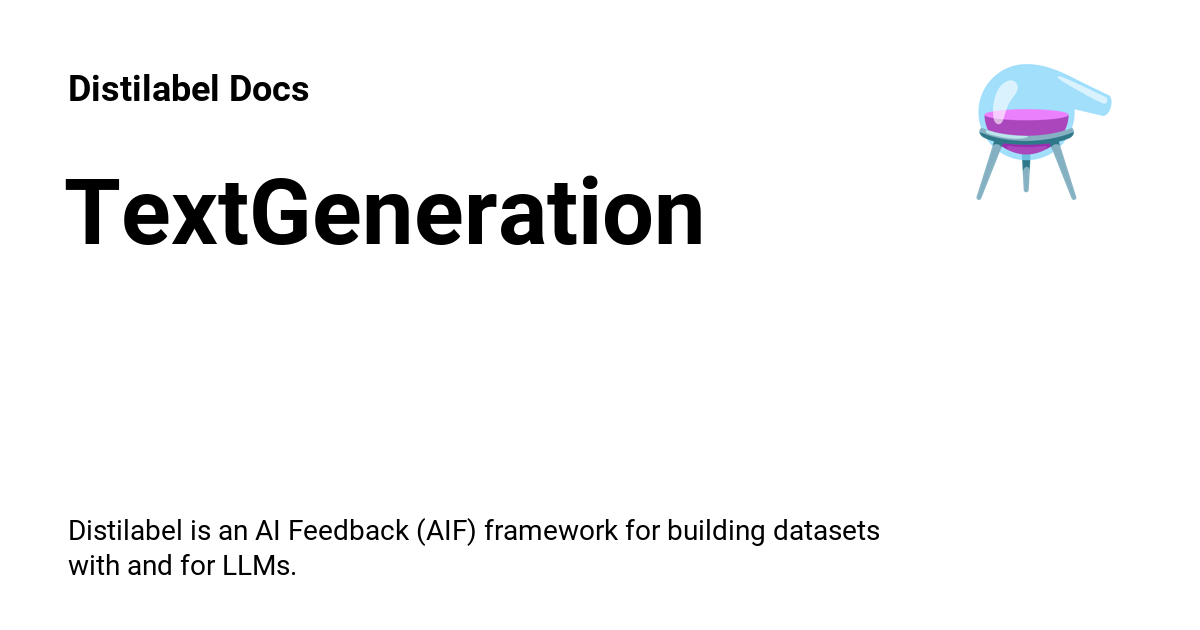 Distilabel Docs
TextGeneration
Distilabel is an AI Feedback (AIF) framework for building datasets
with and for LLMs.